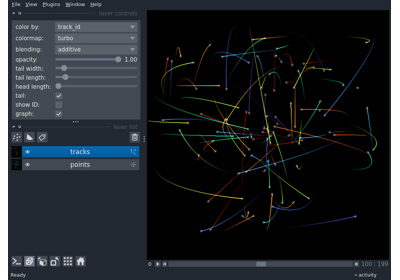 File View Plugins Window Help
layer controls
color by: track_id
colormap: turbo
blending: additive
opacity: 1.00
tail width:
tail length:
head length:
tail:
show ID:
graph:
layer list
tracks
points
100 199
Ready
activity